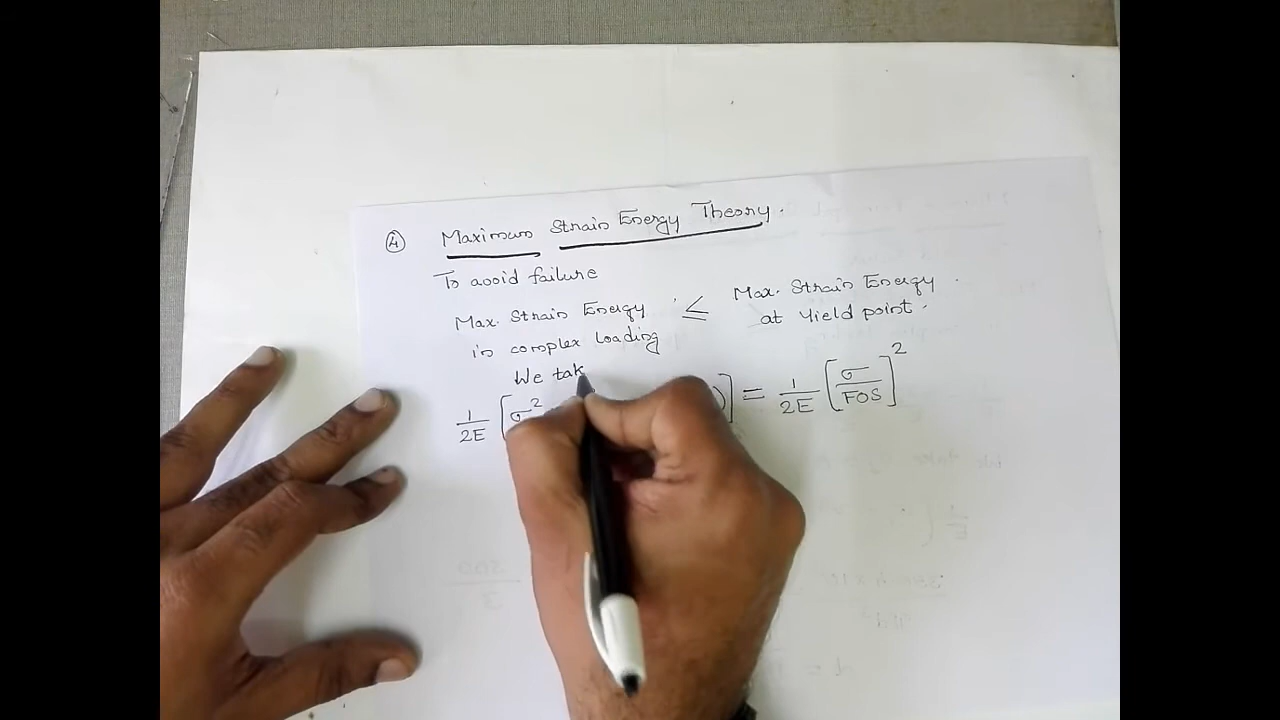 ④ Maximum Strain Energy Theory.
To avoid failure
Max. Strain Energy ≤ Max. Strain Energy
in complex loading at Yield point.
We tak
1/2E [σ² )] = 1/2E [σ/FOS]²